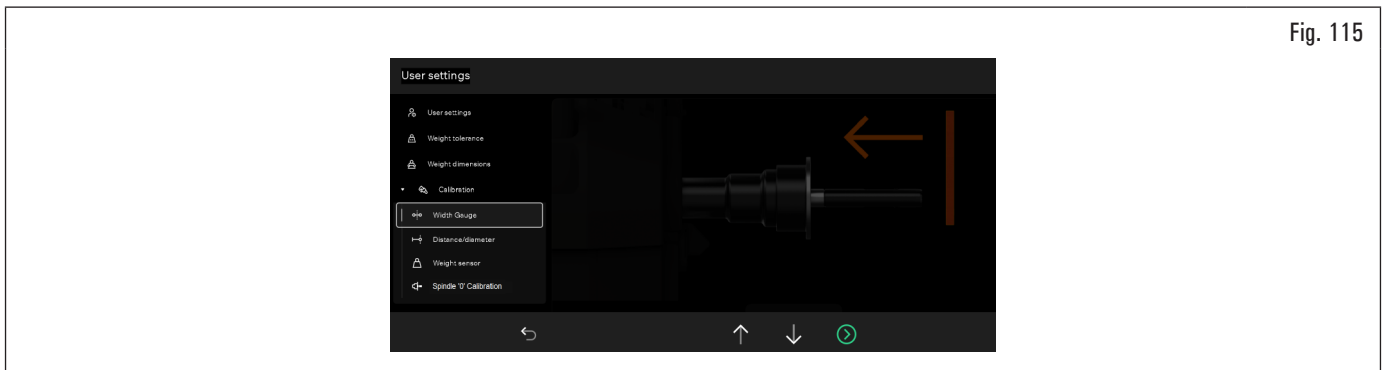 Fig. 115
User settings
User settings
Weight tolerance
Weight dimensions
Calibration
Width Gauge
Distance/diameter
Weight sensor
Spindle '0' Calibration